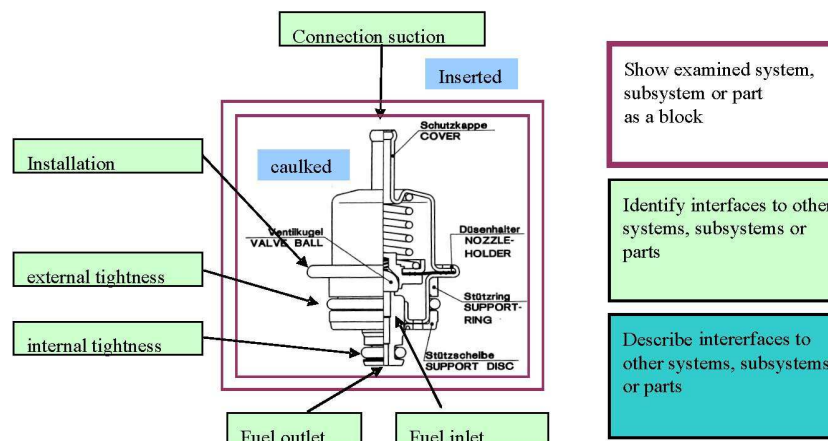 Connection suction
Inserted
Show examined system,
subsystem or part
as a block
Schutzkappe
COVER
Installation
caulked
Identify interfaces to other
systems, subsystems or
parts
Ventilkugel
VALVE BALL
Düsenhalter
NOZZLE-
HOLDER
external tightness
Stützring
SUPPORT-
RING
internal tightness
Stützscheibe
SUPPORT DISC
Describe intererfaces to
other systems, subsystems
or parts
Fuel outlet
Fuel inlet